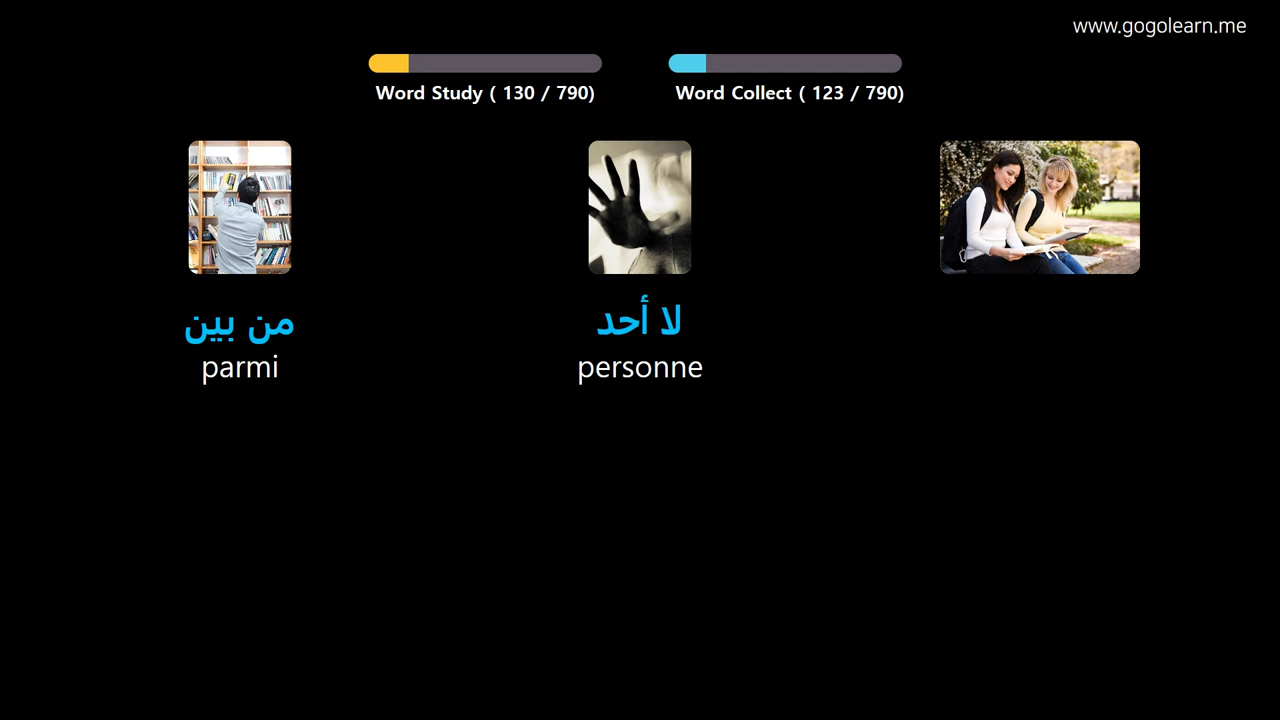 www.gogolearn.me
Word Study ( 130 / 790)
Word Collect ( 123 / 790)
من بين
parmi
لا أحد
personne